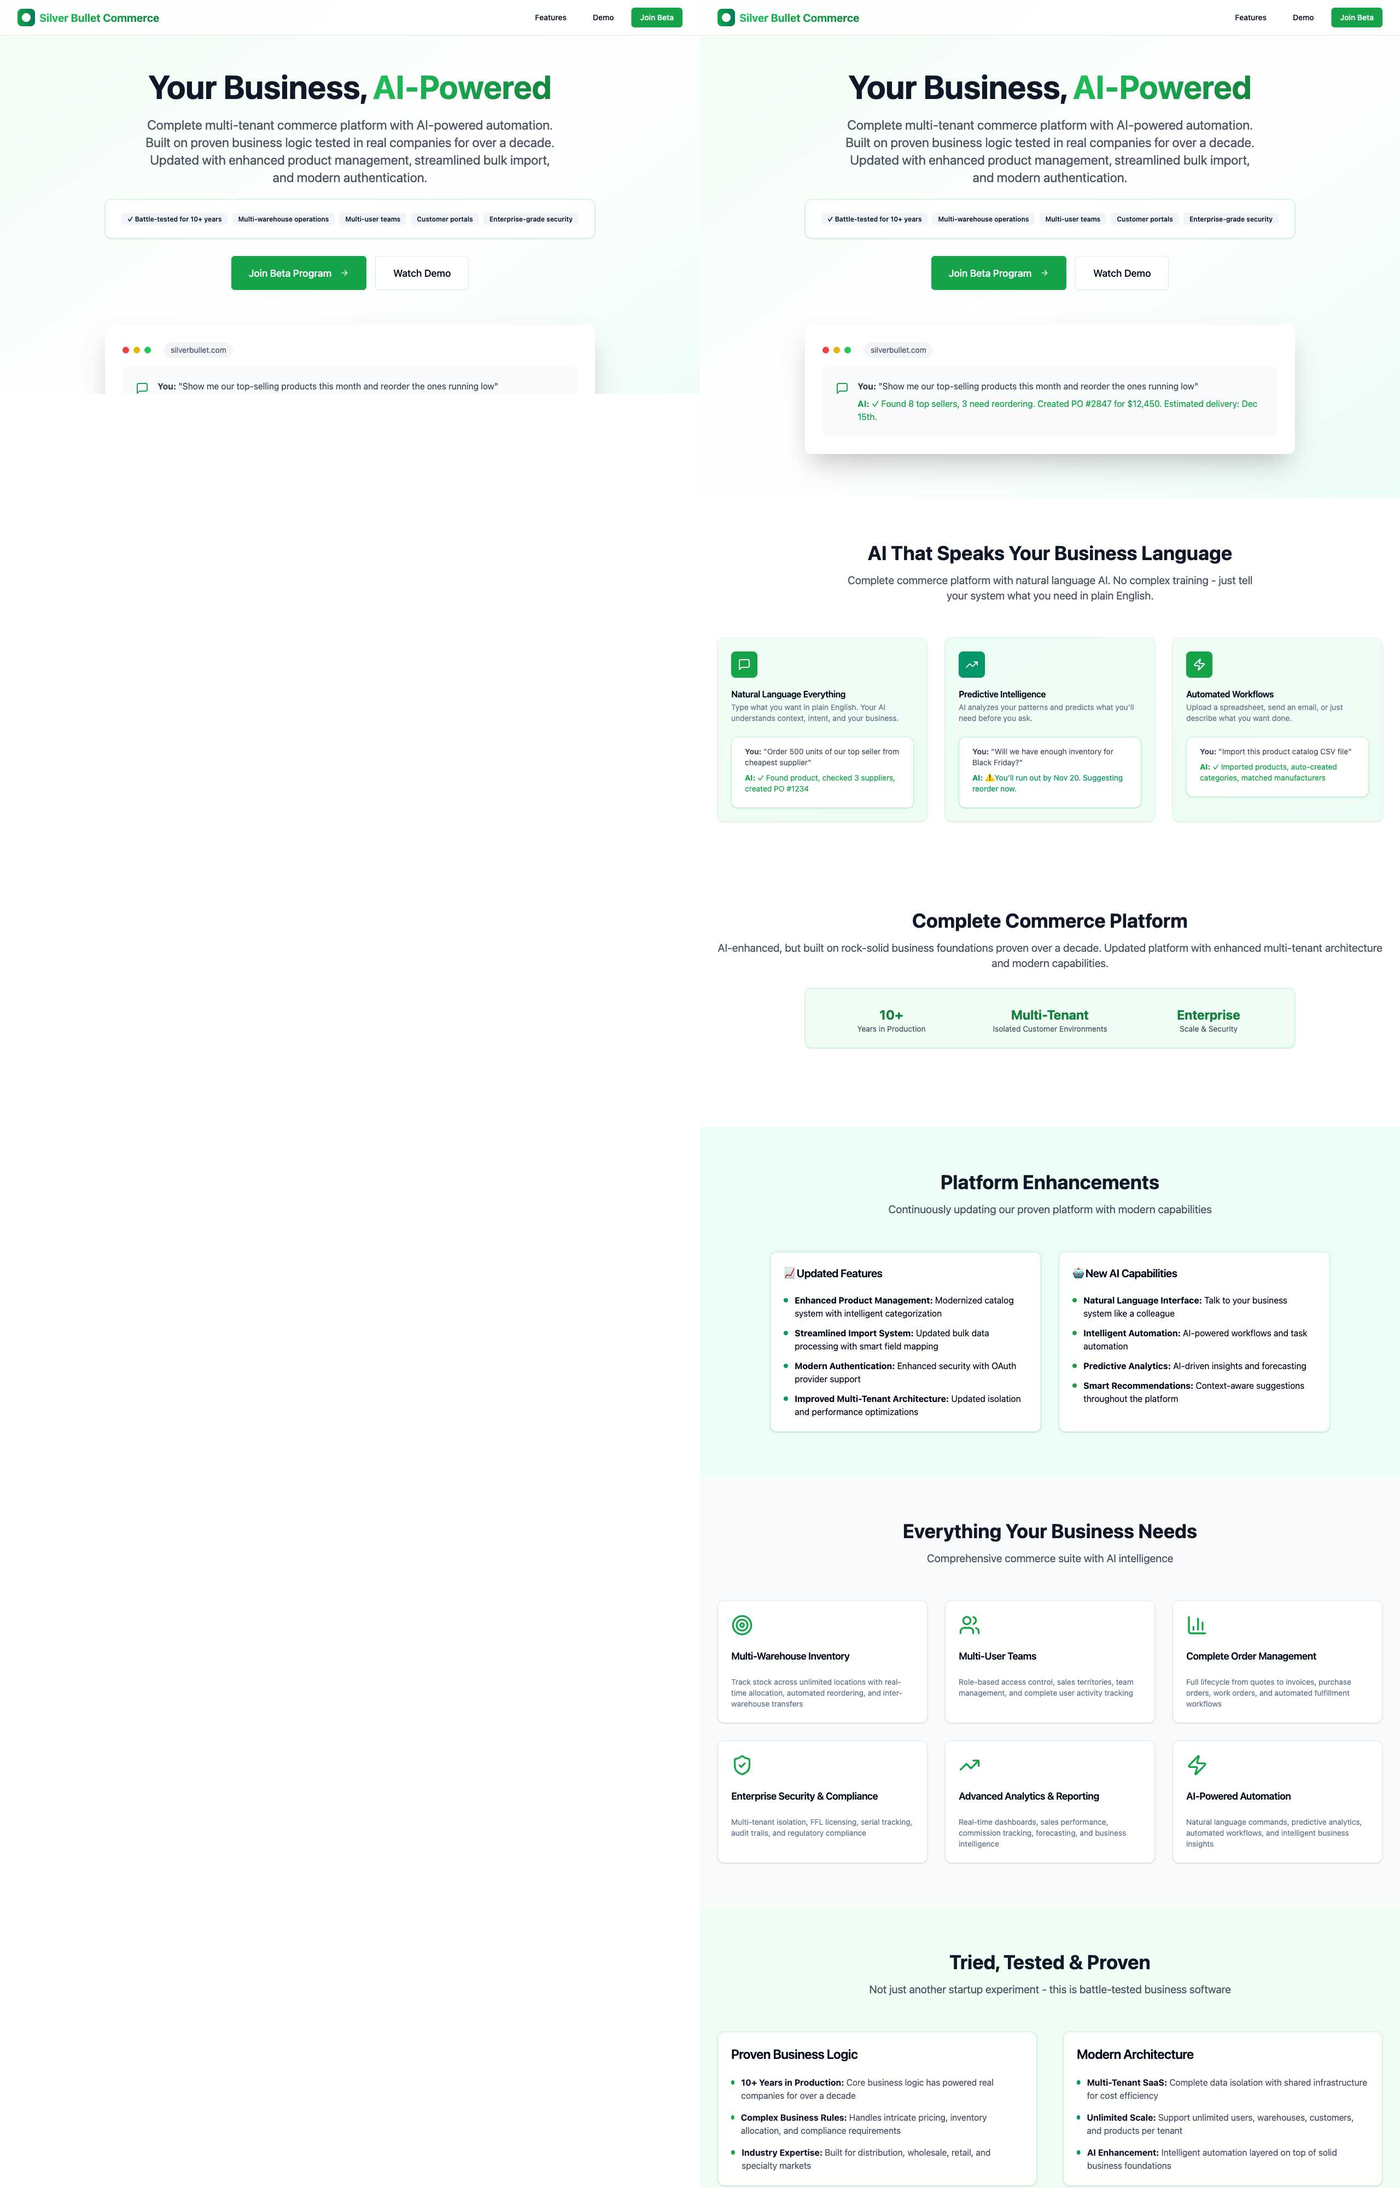 Silver Bullet Commerce
Features
Demo
Join Beta
Your Business, AI-Powered
Complete multi-tenant commerce platform with AI-powered automation.
Built on proven business logic tested in real companies for over a decade.
Updated with enhanced product management, streamlined bulk import,
and modern authentication.
✓ Battle-tested for 10+ years
Multi-warehouse operations
Multi-user teams
Customer portals
Enterprise-grade security
Join Beta Program →
Watch Demo
silverbullet.com
You: "Show me our top-selling products this month and reorder the ones running low"
Silver Bullet Commerce
Features
Demo
Join Beta
Your Business, AI-Powered
Complete multi-tenant commerce platform with AI-powered automation.
Built on proven business logic tested in real companies for over a decade.
Updated with enhanced product management, streamlined bulk import,
and modern authentication.
✓ Battle-tested for 10+ years
Multi-warehouse operations
Multi-user teams
Customer portals
Enterprise-grade security
Join Beta Program →
Watch Demo
silverbullet.com
You: "Show me our top-selling products this month and reorder the ones running low"
AI: ✓ Found 8 top sellers, 3 need reordering. Created PO #2847 for $12,450. Estimated delivery: Dec
15th.
AI That Speaks Your Business Language
Complete commerce platform with natural language AI. No complex training - just tell
your system what you need in plain English.
Natural Language Everything
Type what you want in plain English. Your AI
understands context, intent, and your business.
You: "Order 500 units of our top seller from
cheapest supplier"
AI: ✓ Found product, checked 3 suppliers,
created PO #1234
Predictive Intelligence
AI analyzes your patterns and predicts what you'll
need before you ask.
You: "Will we have enough inventory for
Black Friday?"
AI: ⚠️You'll run out by Nov 20. Suggesting
reorder now.
Automated Workflows
Upload a spreadsheet, send an email, or just
describe what you want done.
You: "Import this product catalog CSV file"
AI: ✓ Imported products, auto-created
categories, matched manufacturers
Complete Commerce Platform
AI-enhanced, but built on rock-solid business foundations proven over a decade. Updated platform with enhanced multi-tenant architecture
and modern capabilities.
10+
Years in Production
Multi-Tenant
Isolated Customer Environments
Enterprise
Scale & Security
Platform Enhancements
Continuously updating our proven platform with modern capabilities
📈Updated Features
Enhanced Product Management: Modernized catalog
system with intelligent categorization
Streamlined Import System: Updated bulk data
processing with smart field mapping
Modern Authentication: Enhanced security with OAuth
provider support
Improved Multi-Tenant Architecture: Updated isolation
and performance optimizations
🤖New AI Capabilities
Natural Language Interface: Talk to your business
system like a colleague
Intelligent Automation: AI-powered workflows and task
automation
Predictive Analytics: AI-driven insights and forecasting
Smart Recommendations: Context-aware suggestions
throughout the platform
Everything Your Business Needs
Comprehensive commerce suite with AI intelligence
Multi-Warehouse Inventory
Track stock across unlimited locations with real-
time allocation, automated reordering, and inter-
warehouse transfers
Multi-User Teams
Role-based access control, sales territories, team
management, and complete user activity tracking
Complete Order Management
Full lifecycle from quotes to invoices, purchase
orders, work orders, and automated fulfillment
workflows
Enterprise Security & Compliance
Multi-tenant isolation, FFL licensing, serial tracking,
audit trails, and regulatory compliance
Advanced Analytics & Reporting
Real-time dashboards, sales performance,
commission tracking, forecasting, and business
intelligence
AI-Powered Automation
Natural language commands, predictive analytics,
automated workflows, and intelligent business
insights
Tried, Tested & Proven
Not just another startup experiment - this is battle-tested business software
Proven Business Logic
10+ Years in Production: Core business logic has powered real
companies for over a decade
Complex Business Rules: Handles intricate pricing, inventory
allocation, and compliance requirements
Industry Expertise: Built for distribution, wholesale, retail, and
specialty markets
Modern Architecture
Multi-Tenant SaaS: Complete data isolation with shared infrastructure
for cost efficiency
Unlimited Scale: Support unlimited users, warehouses, customers,
and products per tenant
AI Enhancement: Intelligent automation layered on top of solid
business foundations